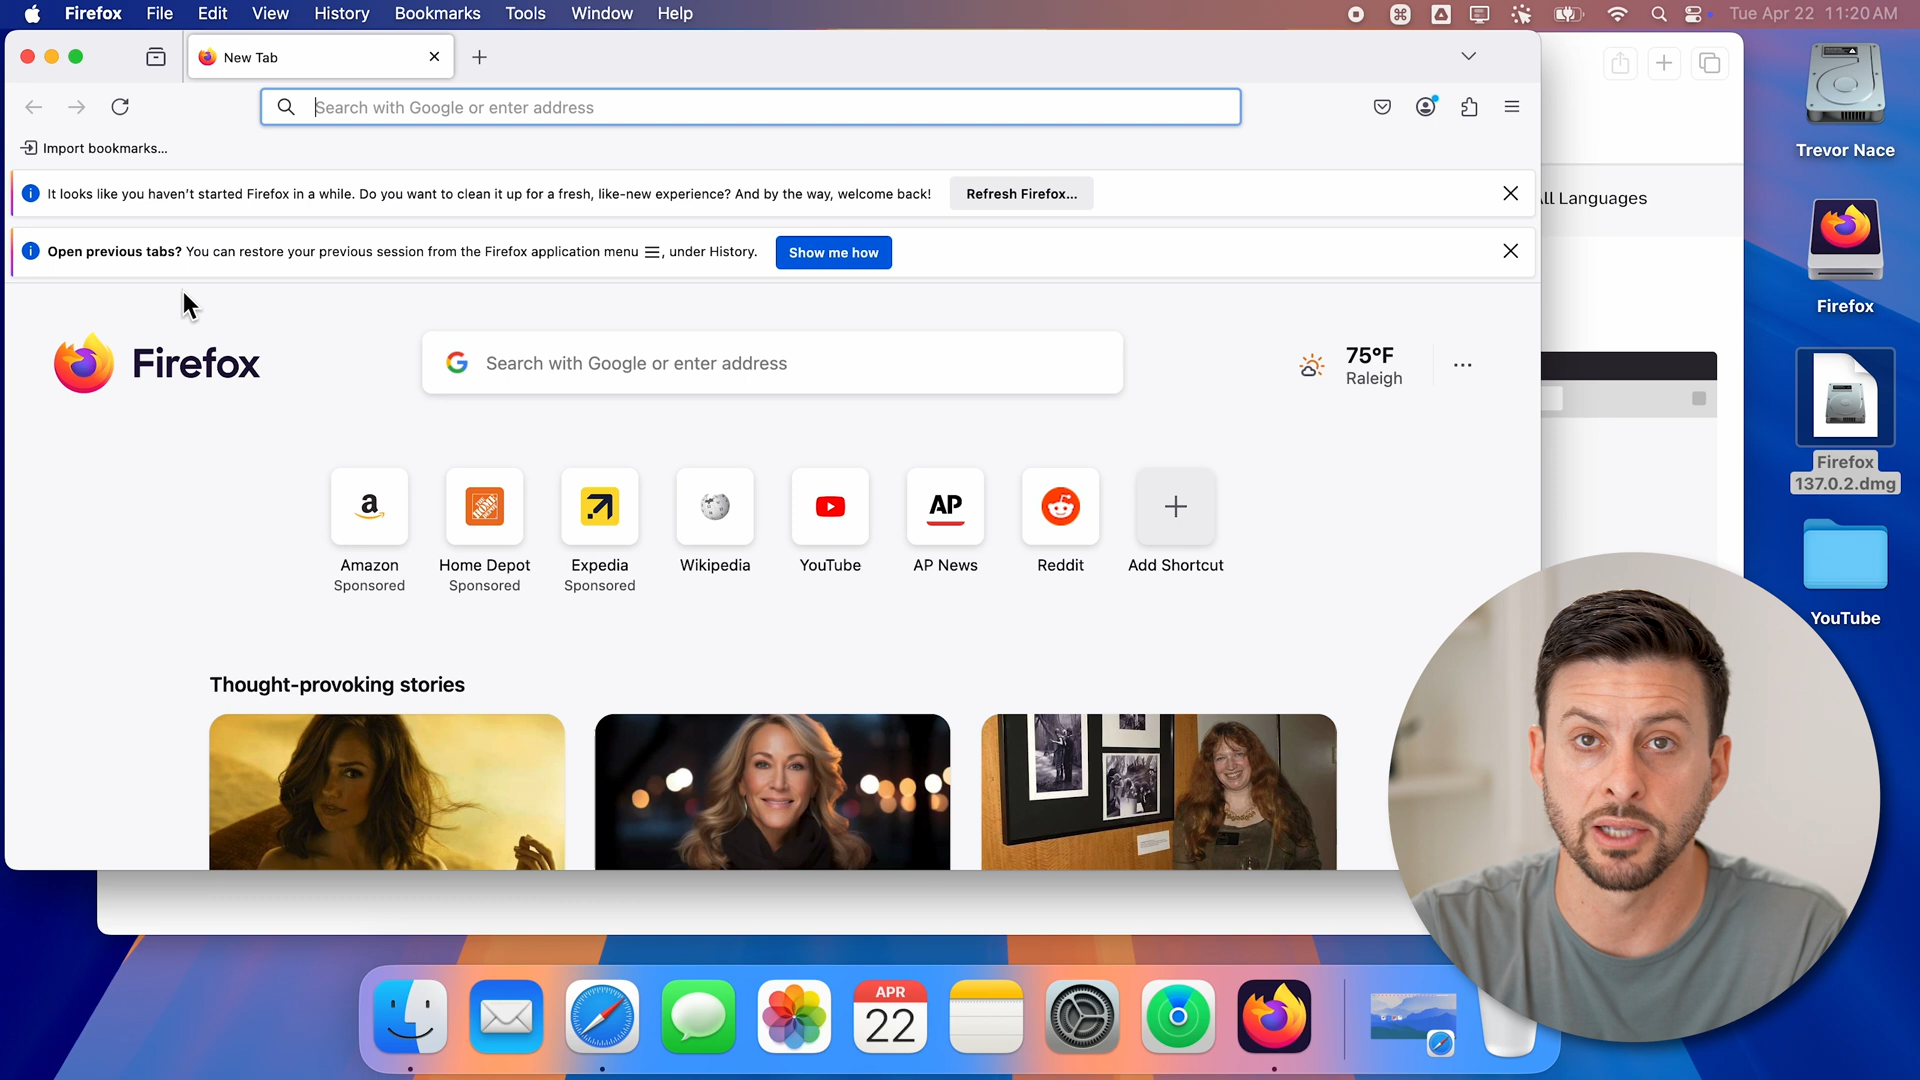 Firefox File Edit View History Bookmarks Tools Window Help Tue Apr 22 11:20 AM
New Tab
Search with Google or enter address
Import bookmarks...
It looks like you haven't started Firefox in a while. Do you want to clean it up for a fresh, like-new experience? And by the way, welcome back! Refresh Firefox...
Open previous tabs? You can restore your previous session from the Firefox application menu , under History. Show me how
ll Languages
Trevor Nace
Firefox
Firefox
137.0.2.dmg
YouTube
Firefox
Search with Google or enter address
75°F
Raleigh
a
THE HOME DEPOT
AP
Amazon Home Depot Expedia Wikipedia YouTube AP News Reddit Add Shortcut
Sponsored Sponsored Sponsored
Thought-provoking stories
APR
22